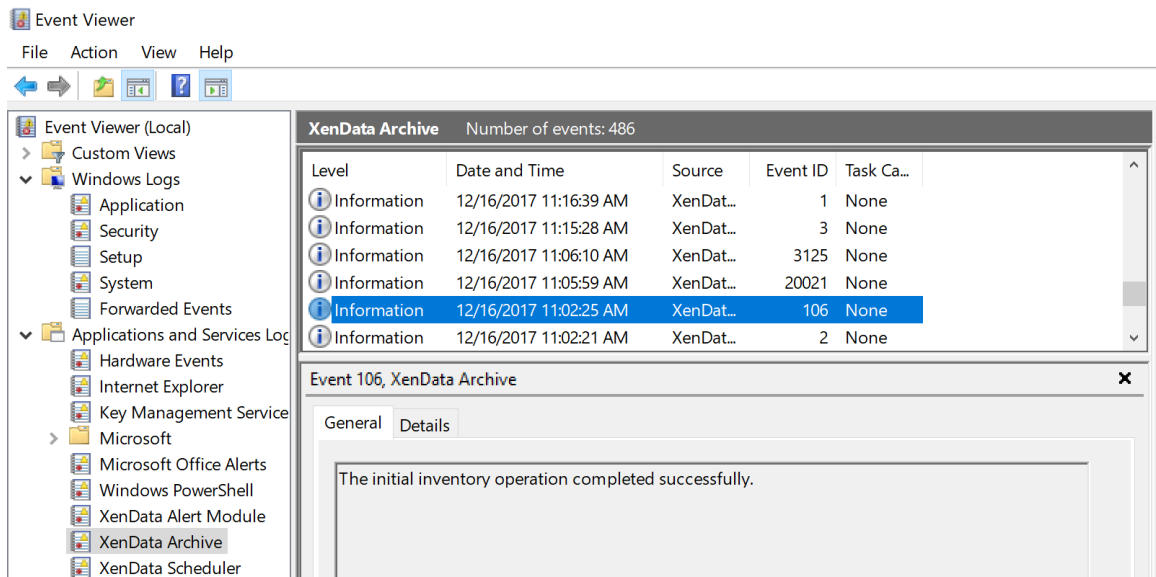 Event Viewer
File Action View Help
Event Viewer (Local)
Custom Views
Windows Logs
Application
Security
Setup
System
Forwarded Events
Applications and Services Log
Hardware Events
Internet Explorer
Key Management Service
Microsoft
Microsoft Office Alerts
Windows PowerShell
XenData Alert Module
XenData Archive
XenData Scheduler
XenData Archive Number of events: 486
Level Date and Time Source Event ID Task Ca...
Information 12/16/2017 11:16:39 AM XenDat... 1 None
Information 12/16/2017 11:15:28 AM XenDat... 3 None
Information 12/16/2017 11:06:10 AM XenDat... 3125 None
Information 12/16/2017 11:05:59 AM XenDat... 20021 None
Information 12/16/2017 11:02:25 AM XenDat... 106 None
Information 12/16/2017 11:02:21 AM XenDat... 2 None
Event 106, XenData Archive
General Details
The initial inventory operation completed successfully.